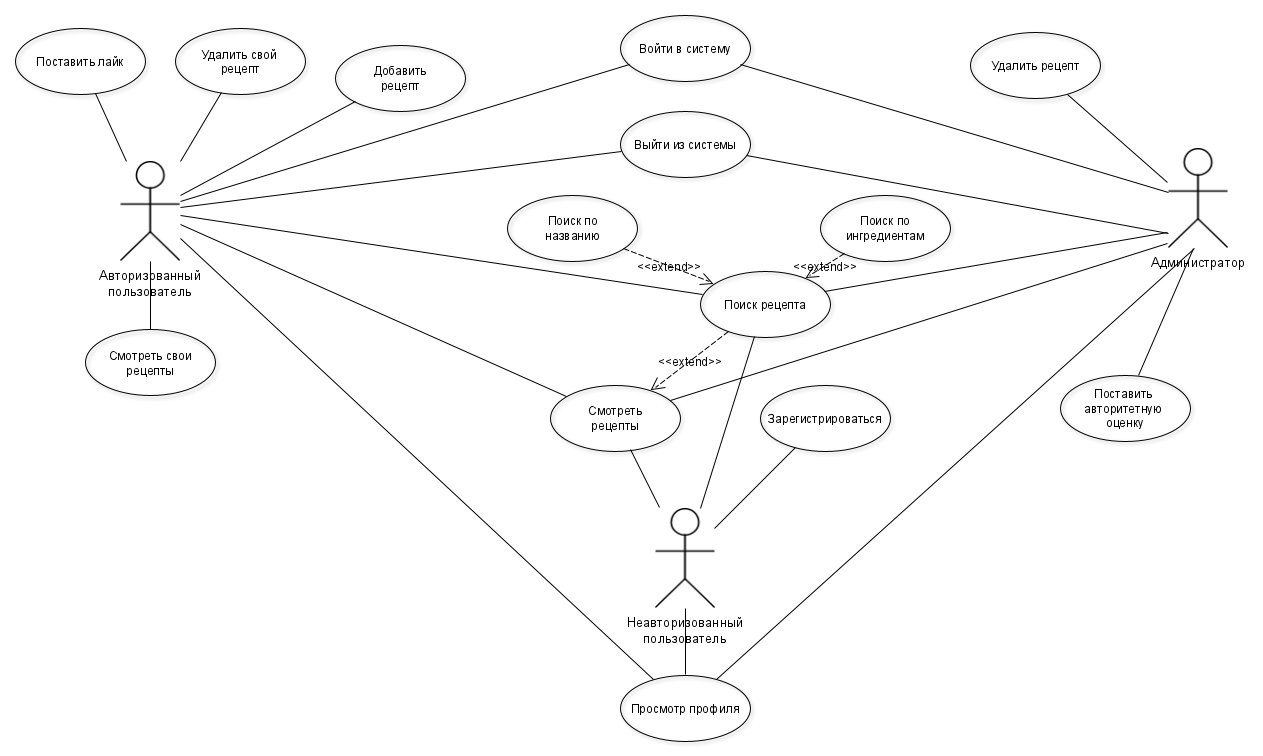 Поставить лайк
Удалить свой
рецепт
Добавить
рецепт
Войти в систему
Удалить рецепт
Выйти из системы
Поиск по
названию
Поиск по
ингредиентам
<<extend>>
<<extend>>
Авторизованный
пользователь
Администратор
Поиск рецепта
Смотреть свои
рецепты
<<extend>>
Смотреть
рецепты
Зарегистрироваться
Поставить
авторитетную
оценку
Неавторизованный
пользователь
Просмотр профиля